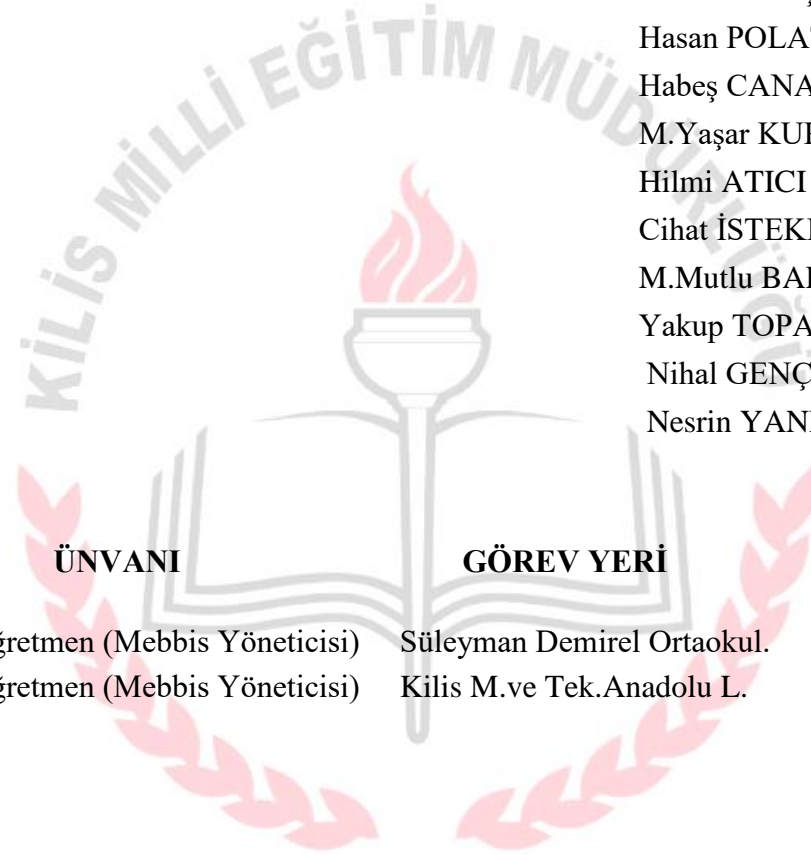 KİLİS MİLLİ EĞİTİM MÜDÜRLÜĞÜ
Hasan POLA
Habeş CANA
M.Yaşar KU
Hilmi ATICI
Cihat İSTEK
M.Mutlu BA
Yakup TOPA
Nihal GENÇ
Nesrin YAN
ÜNVANI GÖREV YERİ
ğretmen (Mebbis Yöneticisi) Süleyman Demirel Ortaokul.
ğretmen (Mebbis Yöneticisi) Kilis M.ve Tek.Anadolu L.